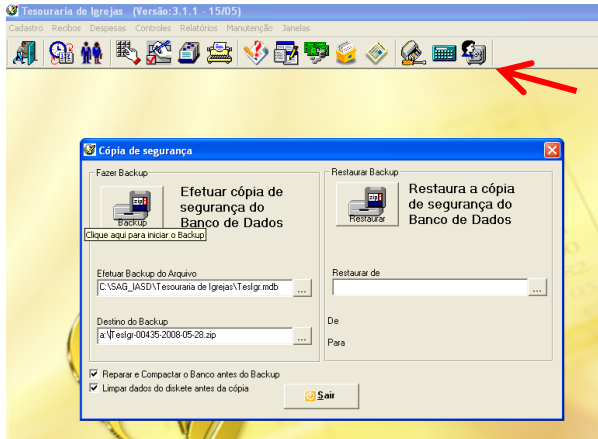 Tesouraria de Igrejas (Versão:3.1.1 - 15/05)
Cadastro Recibos Despesas Controles Relatórios Manutenção Janelas
Cópia de segurança
Fazer Backup
Backup
Efetuar cópia de
segurança do
Banco de Dados
Clique aqui para iniciar o Backup
Efetuar Backup do Arquivo
C:\SAG_IASD\Tesouraria de Igrejas\TesIgr.mdb
...
Destino do Backup
a:\TesIgr-00435-2008-05-28.zip
...
Reparar e Compactar o Banco antes do Backup
Limpar dados do diskete antes da cópia
Restaurar Backup
Restaurar
Restaura a cópia
de segurança do
Banco de Dados
Restaurar de
...
De
Para
Sair